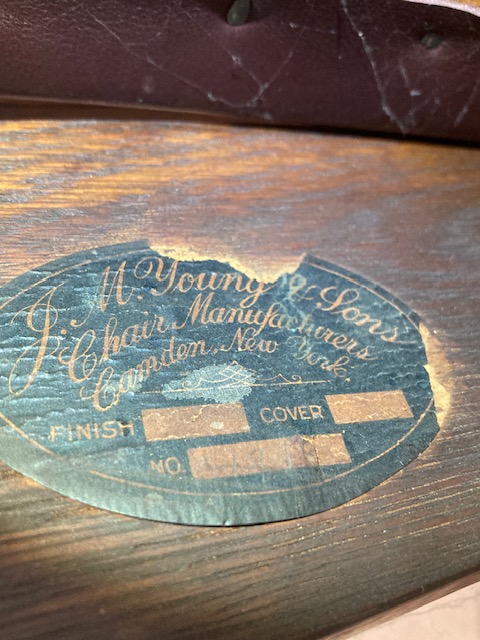 J. M. Young & Sons
Chair Manufacturers
Camden, New York.
FINISH COVER
NO.